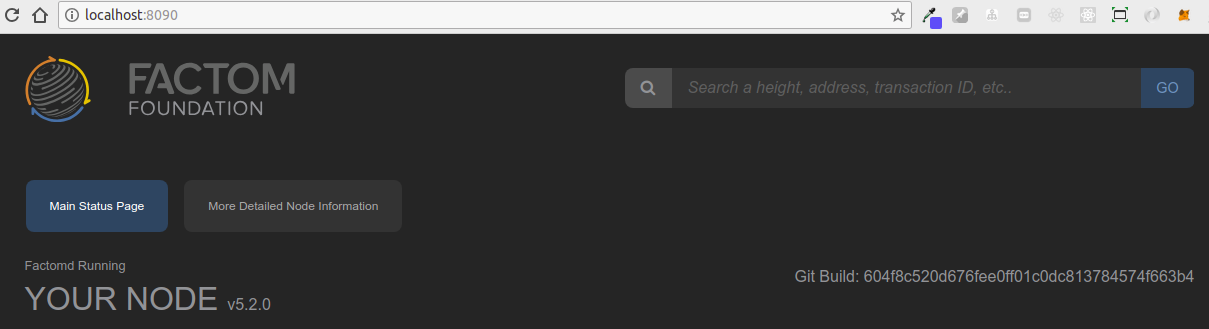 localhost:8090
FACTOM
FOUNDATION
Search a height, address, transaction ID, etc..
GO
Main Status Page
More Detailed Node Information
Factomd Running
YOUR NODE v5.2.0
Git Build: 604f8c520d676fee0ff01c0dc813784574f663b4